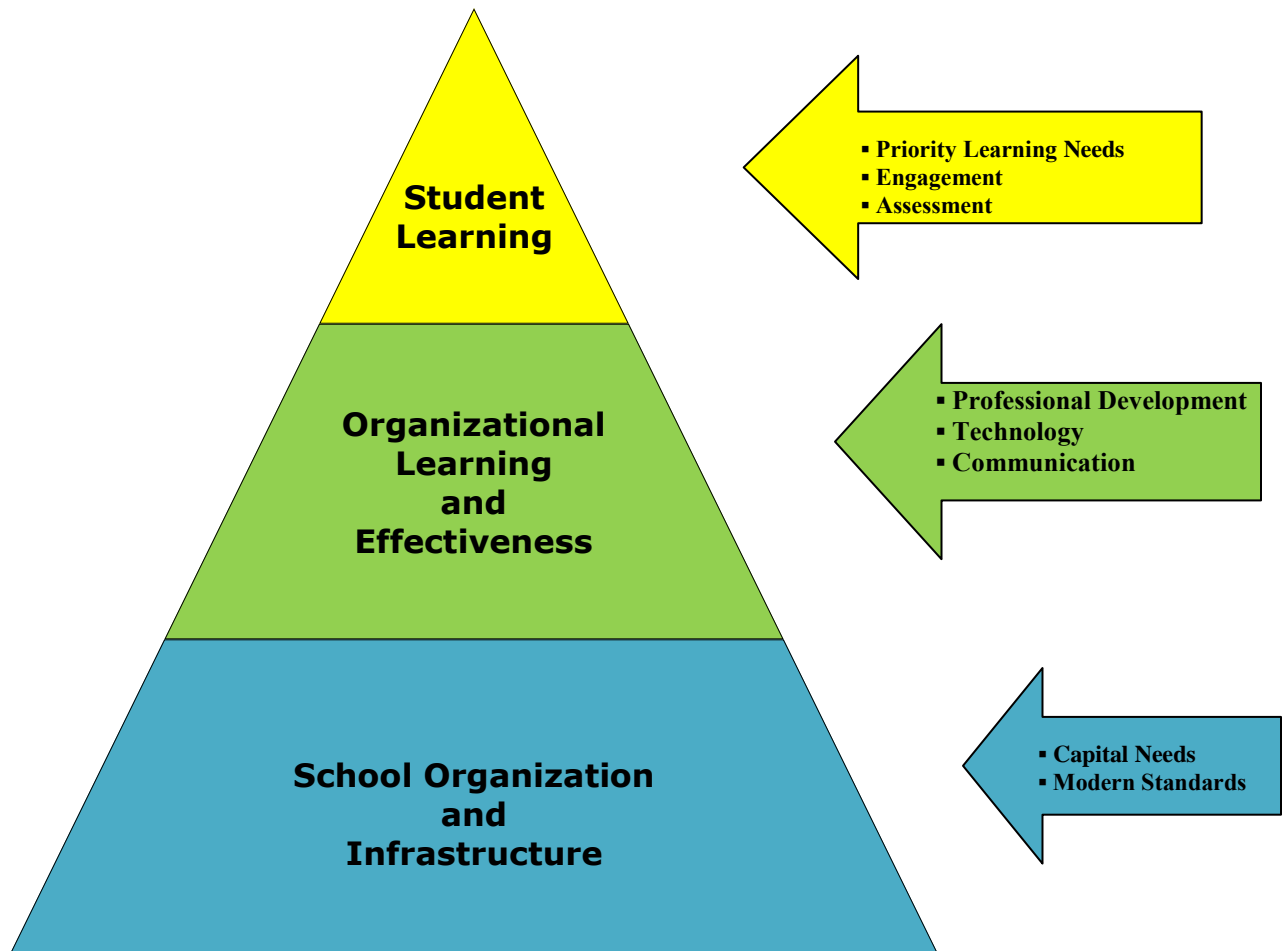 Student
Learning
▪ Priority Learning Needs
▪ Engagement
▪ Assessment
Organizational
Learning
and
Effectiveness
▪ Professional Development
▪ Technology
▪ Communication
School Organization
and
Infrastructure
▪ Capital Needs
▪ Modern Standards